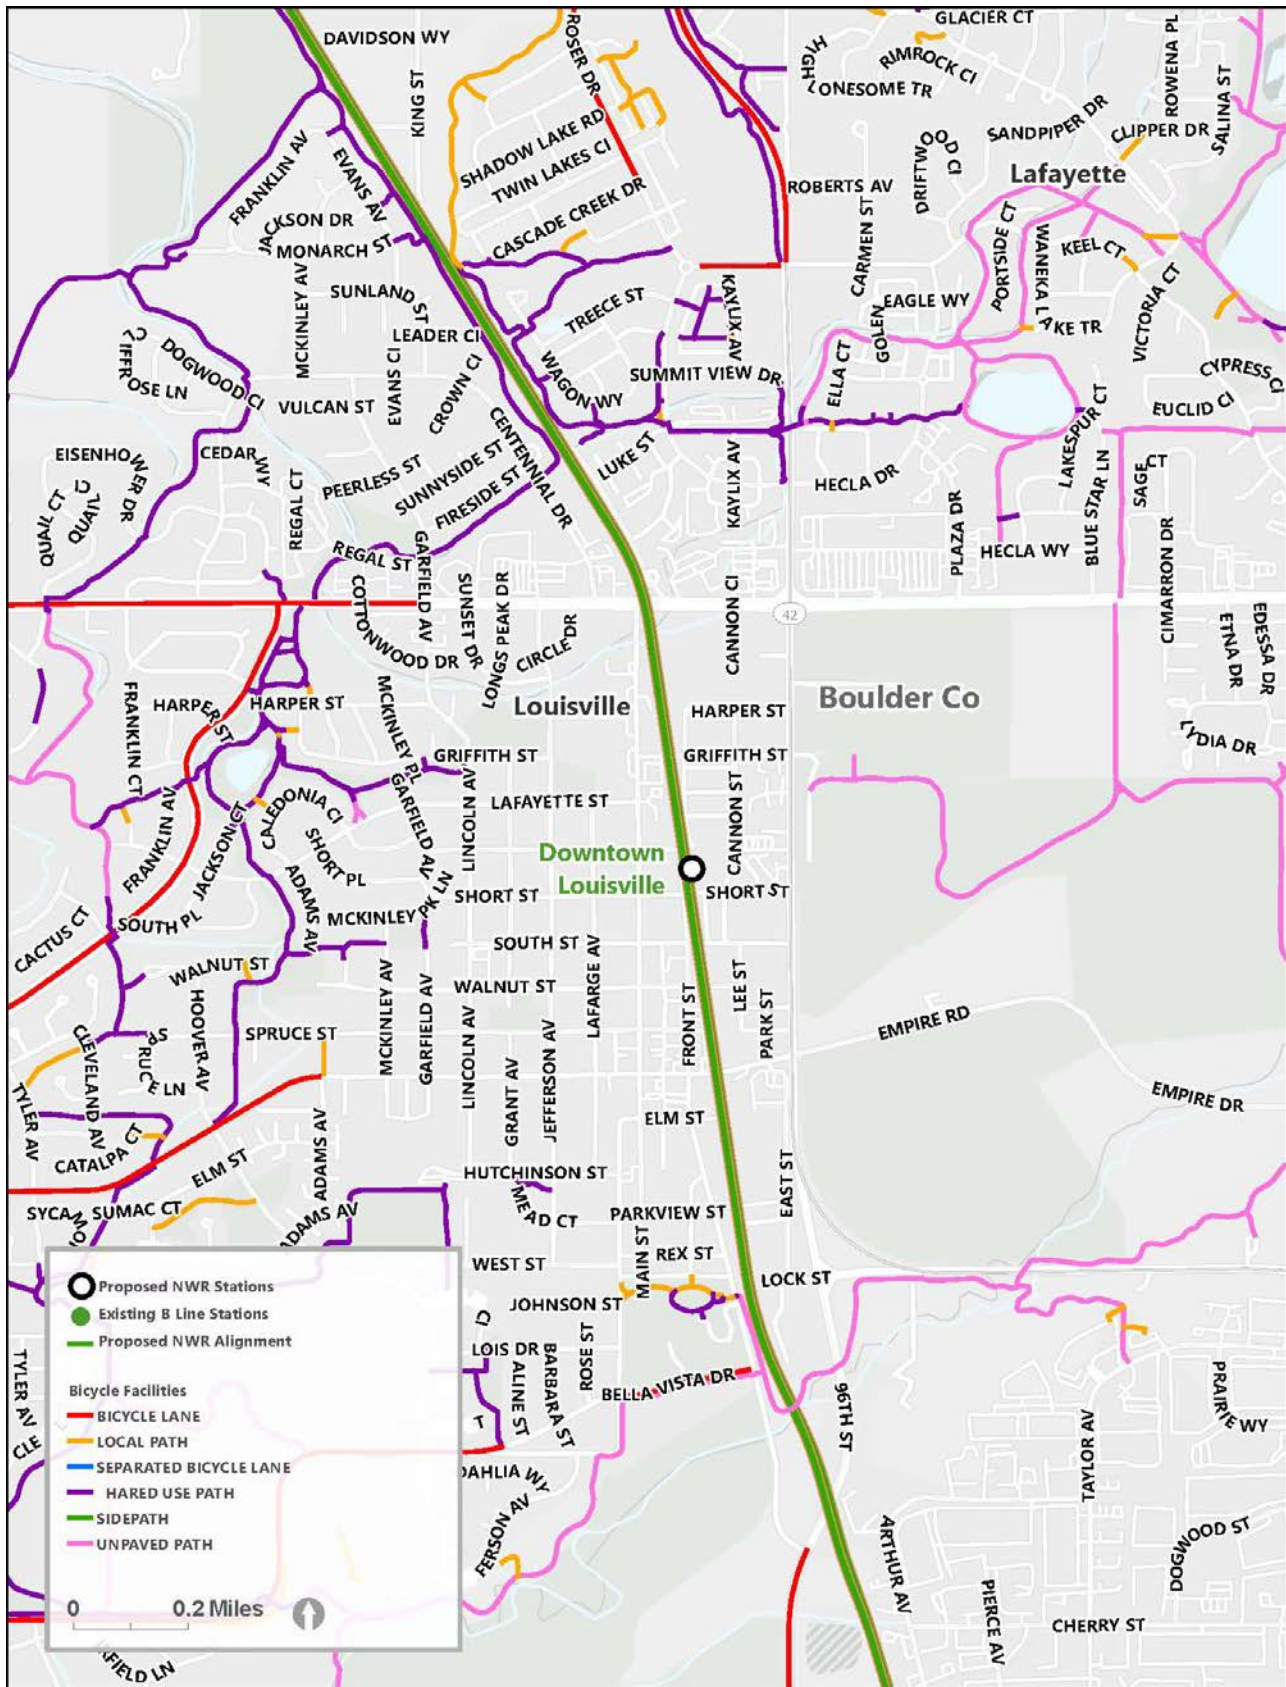 DAVIDSON WY
KING ST
ROSER DR
HIGH
LONESOME TR
GLACIER CT
RIMROCK CI
ROWENA PL
SALINA ST
SANDPIPER DR
CLIPPER DR
DRIFTWOOD CI
Lafayette
FRANKLIN AV
EVANS AV
SHADOW LAKE RD
TWIN LAKES CI
CASCADE CREEK DR
ROBERTS AV
JACKSON DR
MONARCH ST
CARMEN ST
PORTSIDE CT
WANEKA LAKE TR
KEEL CT
VICTORIA CT
MCKINLEY AV
SUNLAND ST
LEADER CI
TREECE ST
KAYLIX AV
EAGLE WY
GOLEN
ELLA CT
TIFFROSE LN
DOGWOOD CI
VULCAN ST
EVANS CI
CROWN CI
WAGON WY
SUMMIT VIEW DR
CYPRESS CI
EUCLID CI
LAKESPUR CT
EISENHOWER DR
CEDAR WY
QUAIL CT
QUAIL CI
REGAL CT
PEERLESS ST
SUNNYSIDE ST
FIRESIDE ST
CENTENNIAL DR
LUKE ST
KAYLIX AV
HECLA DR
PLAZA DR
HECLA WY
BLUE STAR LN
SAGE CT
CIMARRON DR
REGAL ST
GARFIELD AV
COTTONWOOD DR
SUNSET DR
LONGS PEAK DR
CIRCLE DR
CANNON CI
42
ETNA DR
EDESSA DR
LYDIA DR
Louisville
Boulder Co
FRANKLIN CT
HARPER ST
HARPER ST
MCKINLEY PL
HARPER ST
GRIFFITH ST
GRIFFITH ST
FRANKLIN AV
JACKSON CT
CALEDONIA CI
GARFIELD AV
LINCOLN AV
LAFAYETTE ST
CANNON ST
SHORT PL
Downtown
Louisville
SHORT ST
SHORT ST
ADAMS AV
MCKINLEY PK LN
CACTUS CT
SOUTH PL
SOUTH ST
LAFARGE AV
WALNUT ST
WALNUT ST
HOOVER AV
MCKINLEY AV
GARFIELD AV
LINCOLN AV
FRONT ST
LEE ST
PARK ST
EMPIRE RD
SPRUCE ST
SPRUCE LN
CLEVELAND AV
TYLER AV
GRANT AV
JEFFERSON AV
ELM ST
EMPIRE DR
CATALPA CT
ELM ST
ADAMS AV
HUTCHINSON ST
MEAD CT
EAST ST
SYCAMO
SUMAC CT
ADAMS AV
PARKVIEW ST
MAIN ST
REX ST
WEST ST
LOCK ST
JOHNSON ST
CI
LOIS DR
ALINE ST
BARBARA ST
ROSE ST
BELLA VISTA DR
96TH ST
PRAIRIE WY
TAYLOR AV
TYLER AV
CLE
T
DAHLIA WY
FERSON AV
ARTHUR AV
PIERCE AV
DOGWOOD ST
CHERRY ST
RFIELD LN
Proposed NWR Stations
Existing B Line Stations
Proposed NWR Alignment
Bicycle Facilities
BICYCLE LANE
LOCAL PATH
SEPARATED BICYCLE LANE
HARED USE PATH
SIDEPATH
UNPAVED PATH
0 0.2 Miles